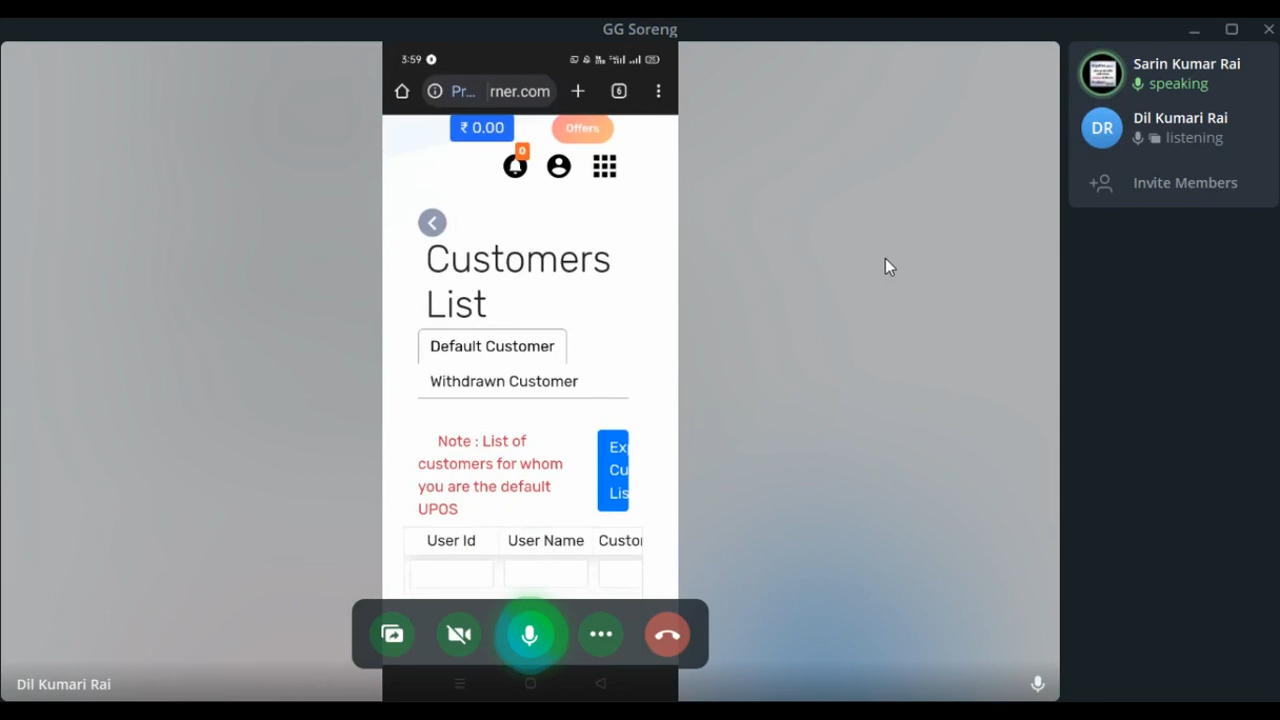 GG Soreng
3:59
Pr... rner.com
6
₹ 0.00
Offers
0
Customers
List
Default Customer
Withdrawn Customer
Note : List of
customers for whom
you are the default
UPOS
Ex
Cu
Lis
User Id User Name Custo
Sarin Kumar Rai
speaking
DR
Dil Kumari Rai
listening
Invite Members
Dil Kumari Rai